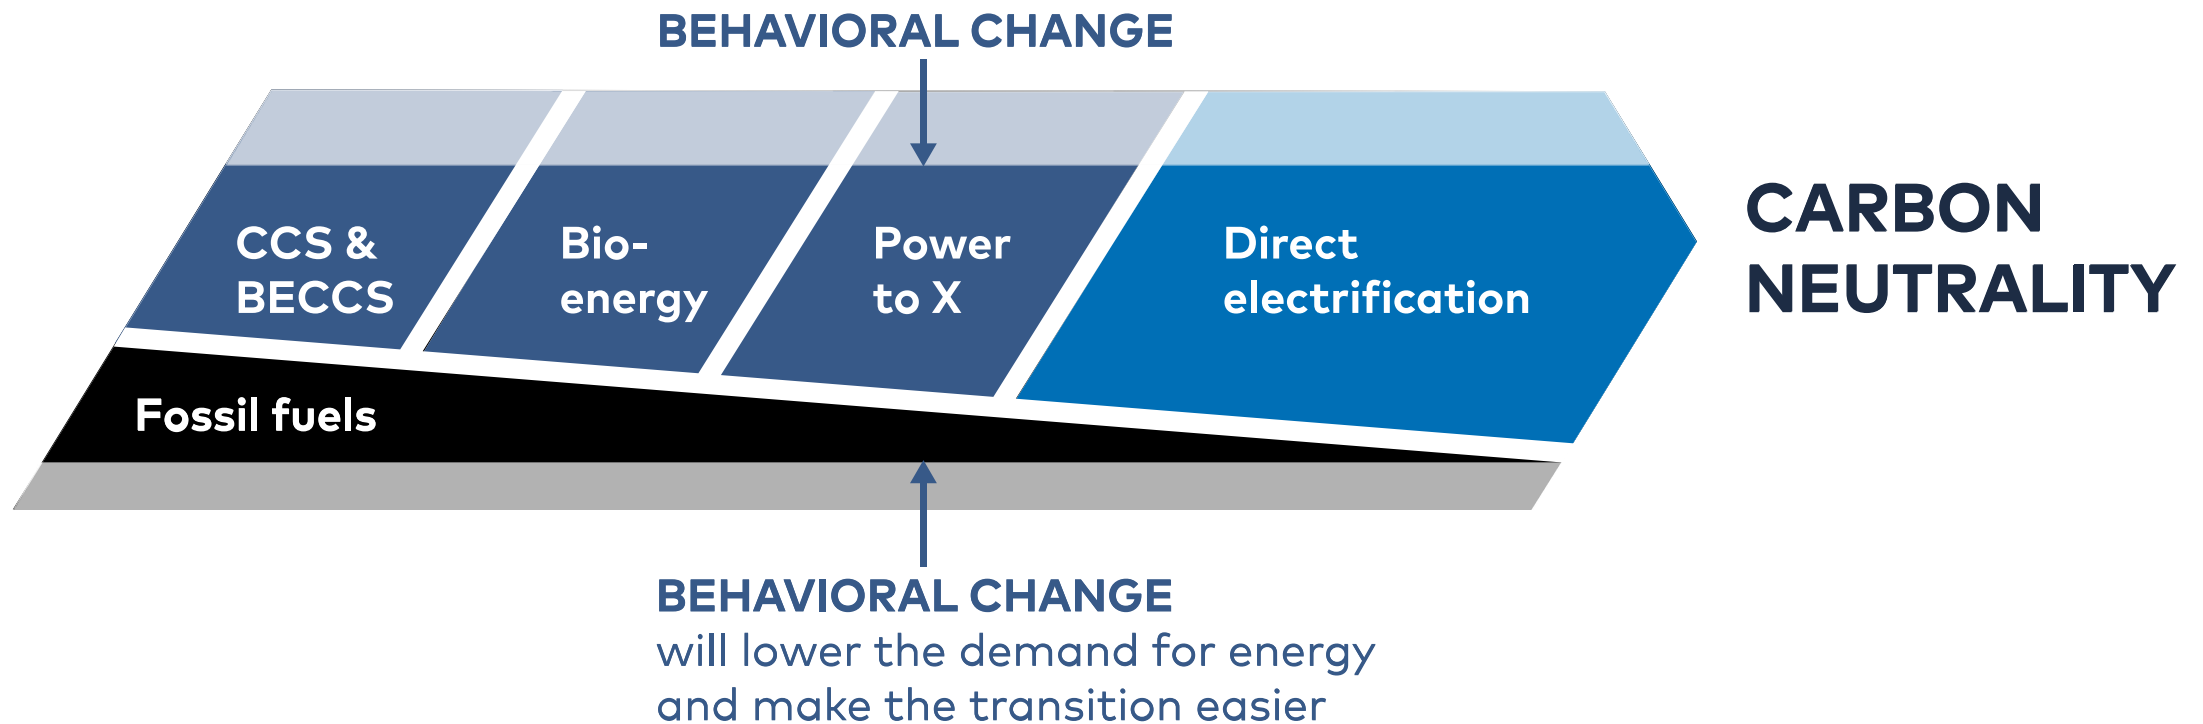 BEHAVIORAL CHANGE
CCS &
BECCS
Bio-
energy
Power
to X
Direct
electrification
CARBON
NEUTRALITY
Fossil fuels
BEHAVIORAL CHANGE
will lower the demand for energy
and make the transition easier